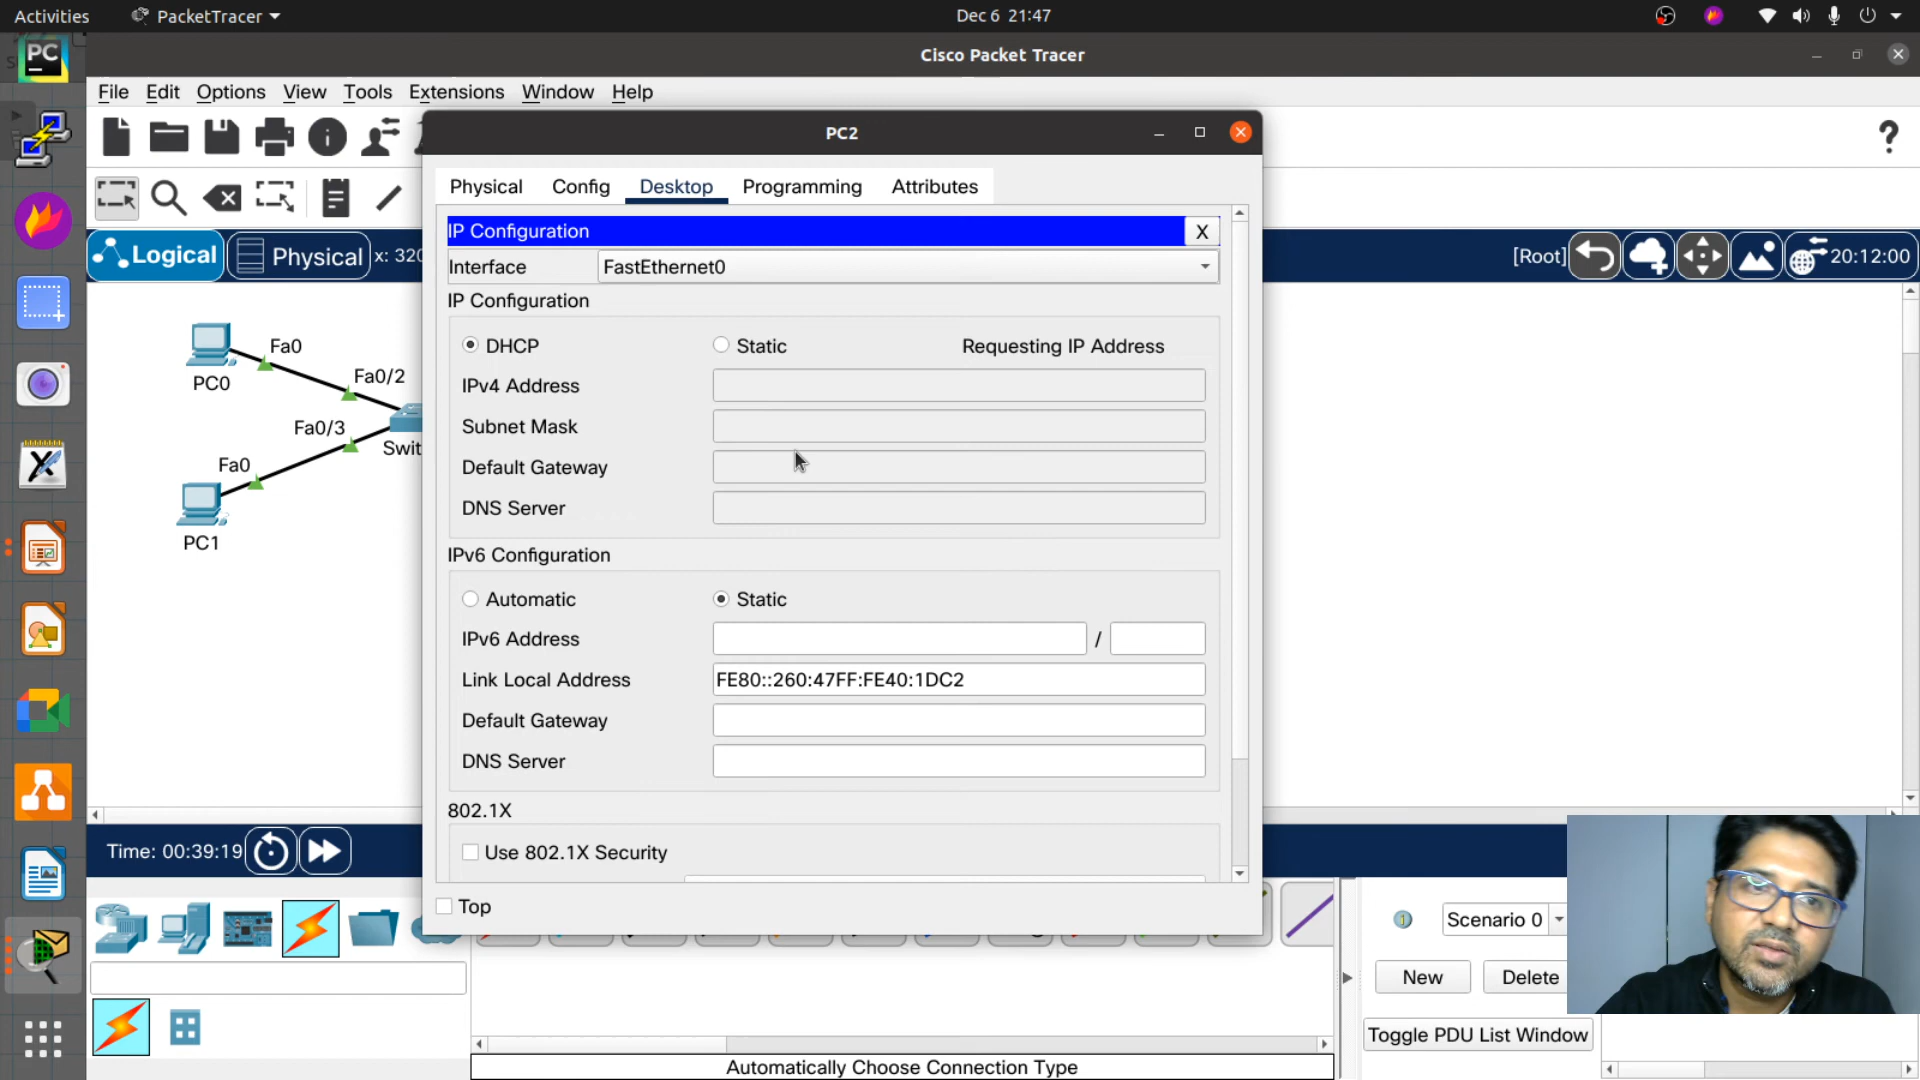 Activities
PacketTracer
Dec 6 21:47
Cisco Packet Tracer
PC
File Edit Options View Tools Extensions Window Help
PC2
?
Physical Config Desktop Programming Attributes
IP Configuration
X
Interface
FastEthernet0
Logical
Physical
x: 320
[Root]
20:12:00
IP Configuration
DHCP
Static
Requesting IP Address
IPv4 Address
Subnet Mask
Default Gateway
DNS Server
Fa0
Fa0/2
PC0
Fa0/3
Swit
Fa0
PC1
IPv6 Configuration
Automatic
Static
IPv6 Address
/
Link Local Address
FE80::260:47FF:FE40:1DC2
Default Gateway
DNS Server
802.1X
Use 802.1X Security
Time: 00:39:19
Top
Scenario 0
New
Delete
Toggle PDU List Window
Automatically Choose Connection Type